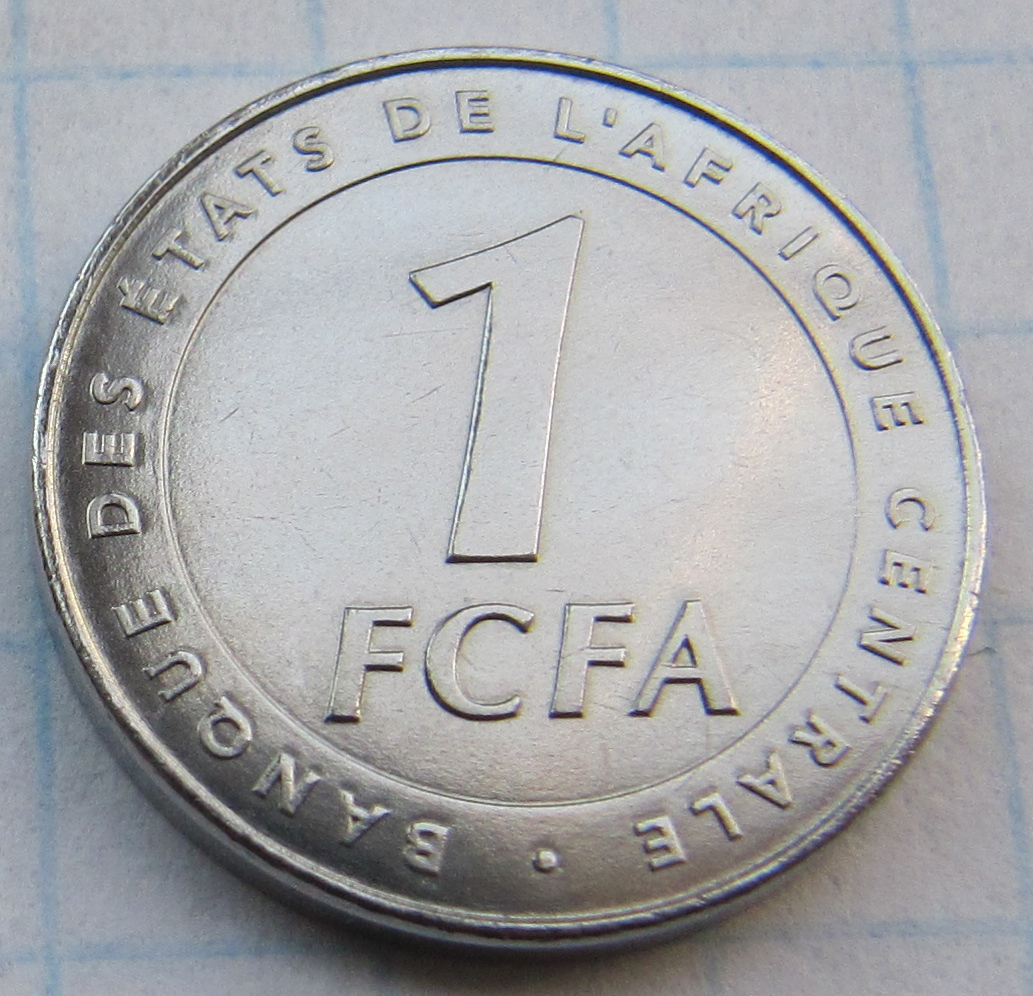 BANQUE DES ÉTATS DE L'AFRIQUE CENTRALE •
1
FCFA